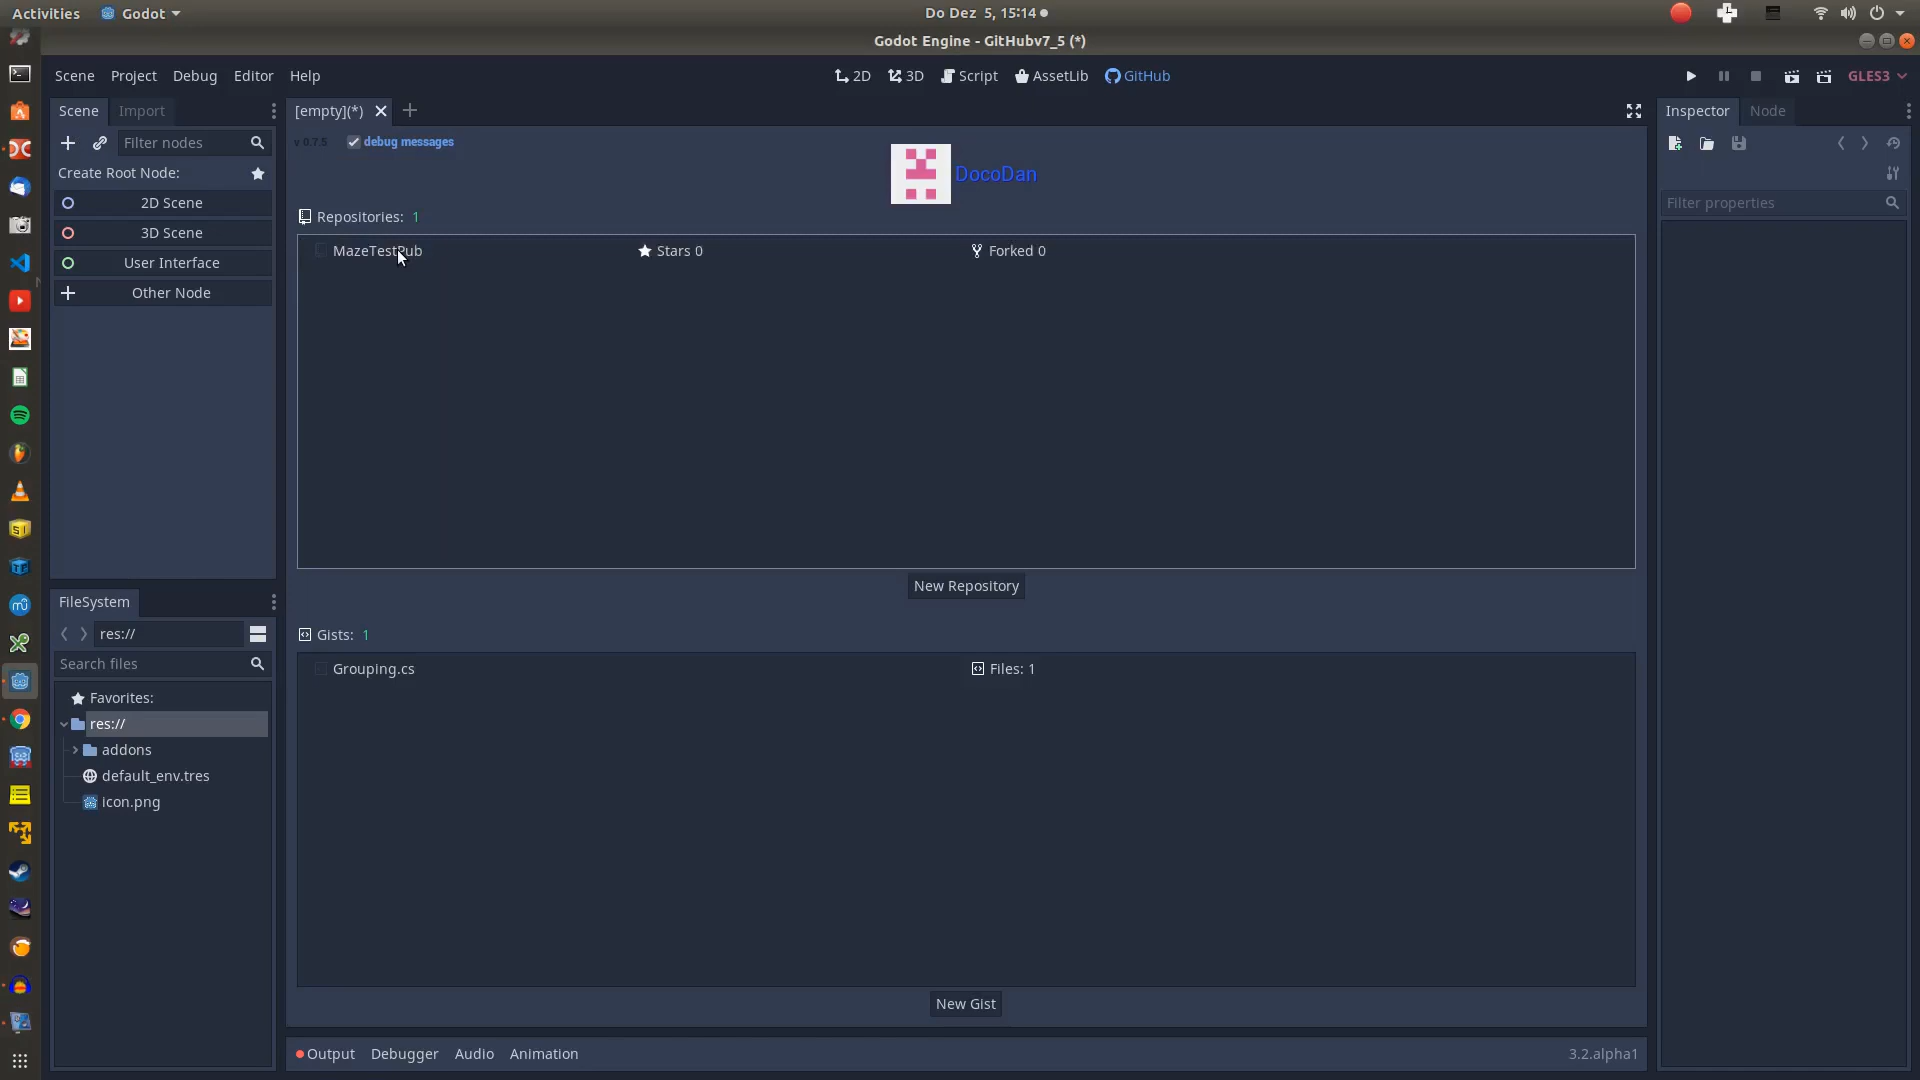 Activities Godot Do Dez 5, 15:14
Godot Engine - GitHubv7_5 (*)
Scene Project Debug Editor Help 2D 3D Script AssetLib GitHub GLES3
Scene Import [empty](*) Inspector Node
v 0.7.5 debug messages
Filter nodes
DocoDan
Create Root Node:
2D Scene
3D Scene
User Interface
Other Node
Filter properties
Repositories: 1
MazeTestPub Stars 0 Forked 0
New Repository
FileSystem
res://
Search files
Favorites:
res://
addons
default_env.tres
icon.png
Gists: 1
Grouping.cs Files: 1
New Gist
Output Debugger Audio Animation 3.2.alpha1